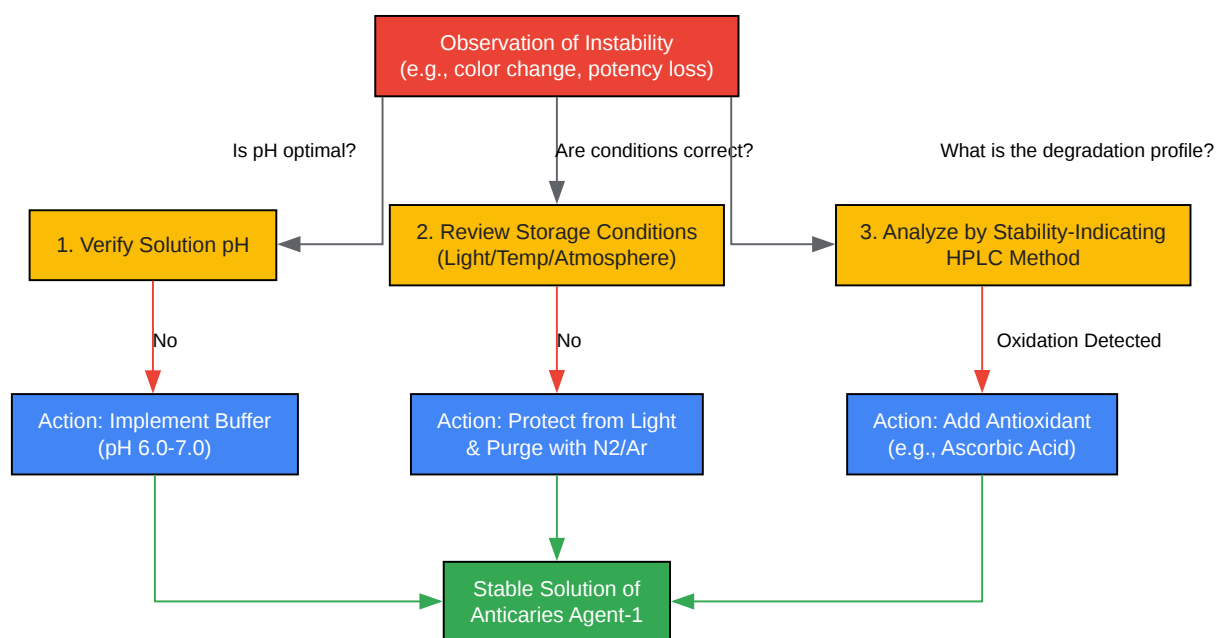 Observation of Instability
(e.g., color change, potency loss)
Is pH optimal?
Are conditions correct?
What is the degradation profile?
1. Verify Solution pH
2. Review Storage Conditions
(Light/Temp/Atmosphere)
3. Analyze by Stability-Indicating
HPLC Method
No
No
Oxidation Detected
Action: Implement Buffer
(pH 6.0-7.0)
Action: Protect from Light
& Purge with N2/Ar
Action: Add Antioxidant
(e.g., Ascorbic Acid)
Stable Solution of
Anticaries Agent-1